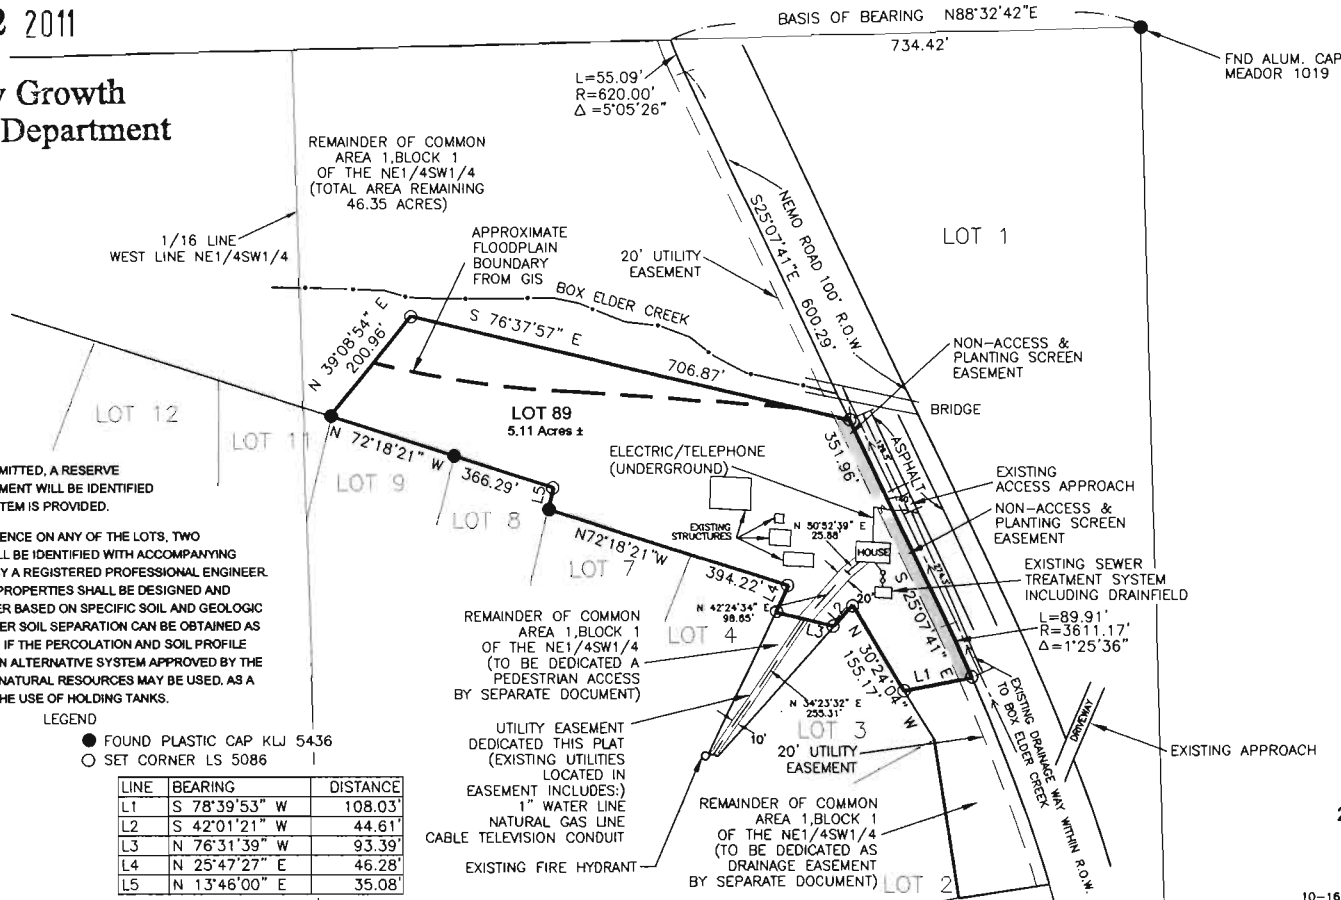 2 2011
y Growth
Department
BASIS OF BEARING N88°32'42"E
734.42'
FND ALUM. CAP
MEADOR 1019
L=55.09'
R=620.00'
Δ =5°05'26"
REMAINDER OF COMMON
AREA 1,BLOCK 1
OF THE NE1/4SW1/4
(TOTAL AREA REMAINING
46.35 ACRES)
1/16 LINE
WEST LINE NE1/4SW1/4
APPROXIMATE
FLOODPLAIN
BOUNDARY
FROM GIS
20' UTILITY
EASEMENT
S25°07'41"E 600.29'
NEMO ROAD 100' R.O.W
LOT 1
BOX ELDER CREEK
N 39°08'54" E
200.96'
S 76°37'57" E
706.87'
NON-ACCESS &
PLANTING SCREEN
EASEMENT
BRIDGE
LOT 12
LOT 11
LOT 89
5.11 Acres ±
N 72°18'21" W
366.29'
LOT 9
LOT 8
L5
351.96'
ASPHALT
ELECTRIC/TELEPHONE
(UNDERGROUND)
EXISTING
ACCESS APPROACH
NON-ACCESS &
PLANTING SCREEN
EASEMENT
EXISTING
STRUCTURES
N 50°52'39" E
25.88'
HOUSE
N72°18'21"W
394.22'
LOT 7
EXISTING SEWER
TREATMENT SYSTEM
INCLUDING DRAINFIELD
L=89.91'
R=3611.17'
Δ=1°25'36"
MITTED, A RESERVE
MENT WILL BE IDENTIFIED
TEM IS PROVIDED.
ENCE ON ANY OF THE LOTS, TWO
LL BE IDENTIFIED WITH ACCOMPANYING
Y A REGISTERED PROFESSIONAL ENGINEER.
PROPERTIES SHALL BE DESIGNED AND
ER BASED ON SPECIFIC SOIL AND GEOLOGIC
ER SOIL SEPARATION CAN BE OBTAINED AS
IF THE PERCOLATION AND SOIL PROFILE
N ALTERNATIVE SYSTEM APPROVED BY THE
NATURAL RESOURCES MAY BE USED. AS A
HE USE OF HOLDING TANKS.
L4
N 42°24'34" E
98.65'
L3
L2
20'
S 25°07'41" E
N 30°24'04" W
155.17'
L1
LOT 4
REMAINDER OF COMMON
AREA 1,BLOCK 1
OF THE NE1/4SW1/4
(TO BE DEDICATED A
PEDESTRIAN ACCESS
BY SEPARATE DOCUMENT)
N 34°23'32" E
255.31'
10'
LOT 3
UTILITY EASEMENT
DEDICATED THIS PLAT
(EXISTING UTILITIES
LOCATED IN
EASEMENT INCLUDES:)
1" WATER LINE
NATURAL GAS LINE
CABLE TELEVISION CONDUIT
20' UTILITY
EASEMENT
EXISTING DRAINAGE WAY WITHIN R.O.W.
TO BOX ELDER CREEK
DRIVEWAY
EXISTING APPROACH
EXISTING FIRE HYDRANT
REMAINDER OF COMMON
AREA 1,BLOCK 1
OF THE NE1/4SW1/4
(TO BE DEDICATED AS
DRAINAGE EASEMENT
BY SEPARATE DOCUMENT)
LOT 2
LEGEND
FOUND PLASTIC CAP KLJ 5436
SET CORNER LS 5086
LINE BEARING DISTANCE
L1 S 78°39'53" W 108.03'
L2 S 42°01'21" W 44.61'
L3 N 76°31'39" W 93.39'
L4 N 25°47'27" E 46.28'
L5 N 13°46'00" E 35.08'
10-16